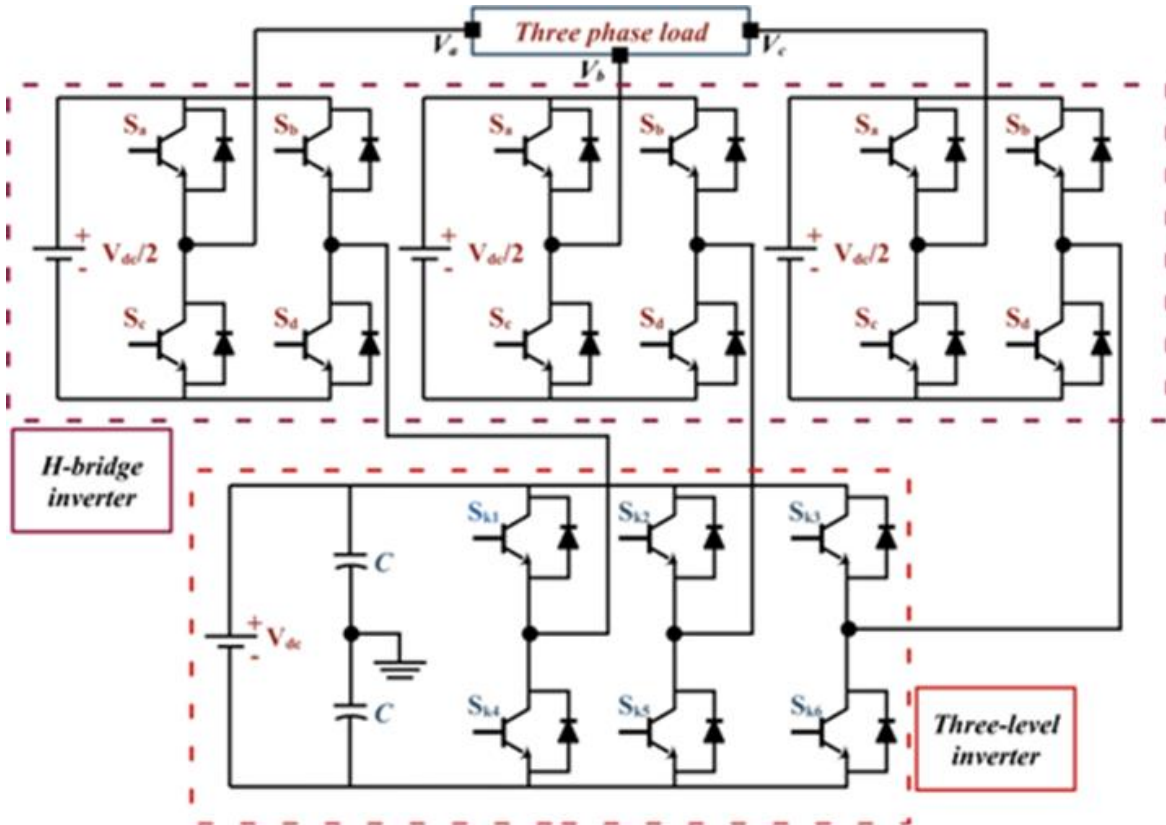 Three phase load
Va
Vb
Vc
Sa
Sb
Sa
Sb
Sa
Sb
+
Vdc/2
-
+
Vdc/2
-
+
Vdc/2
-
Sc
Sd
Sc
Sd
Sc
Sd
H-bridge
inverter
Sk1
Sk2
Sk3
C
+
Vdc
-
C
Sk4
Sk5
Sk6
Three-level
inverter